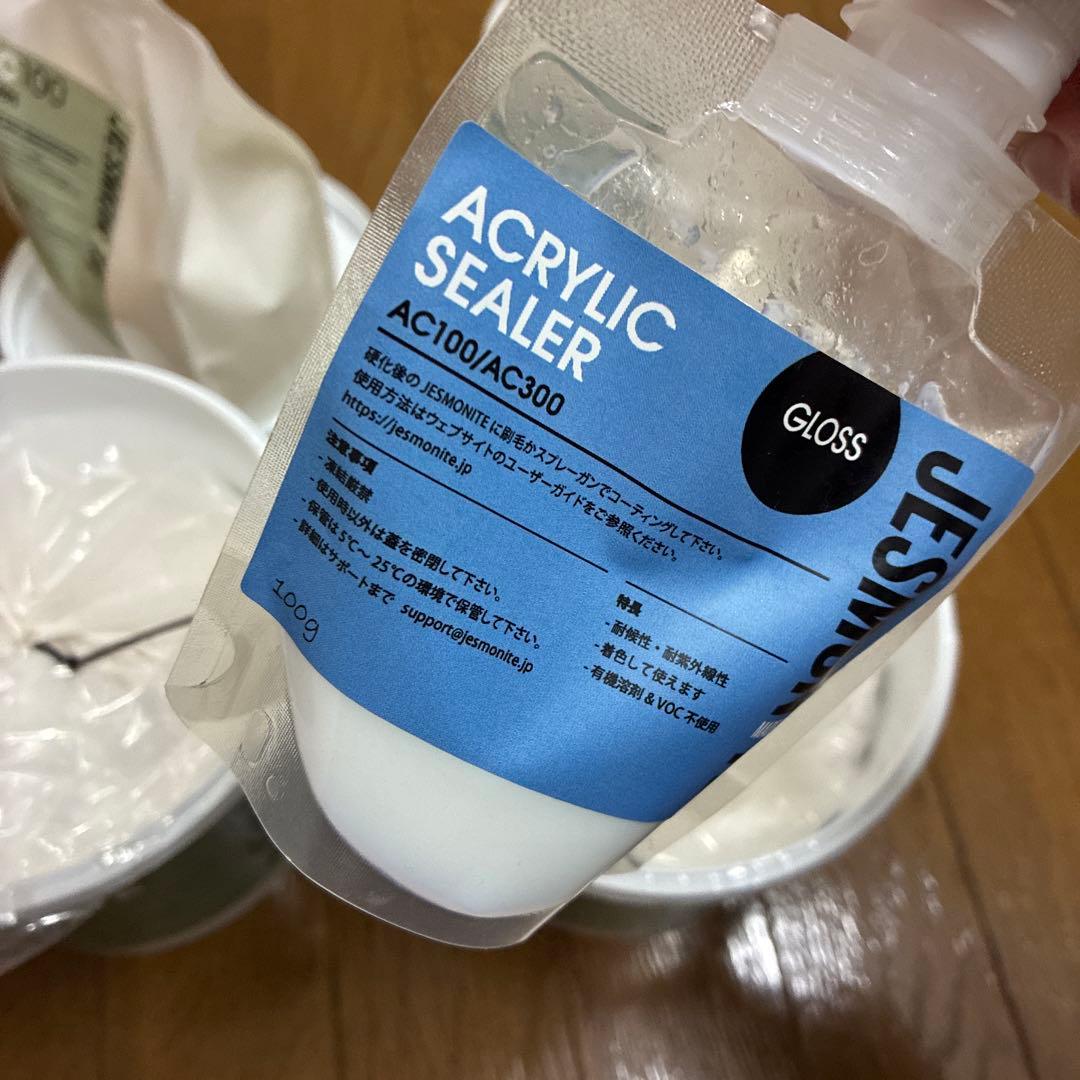 ACRYLIC
SEALER
AC100/AC300
GLOSS
硬化後の JESMONITE に刷毛かスプレーガンでコーティングして下さい。
使用方法はウェブサイトのユーザーガイドをご参照ください。
https://jesmonite.jp
注意事項
- 凍結厳禁
- 使用時以外は蓋を密閉して下さい。
- 保管は 5℃〜 25℃の環境で保管して下さい。
- 詳細はサポートまで support@jesmonite.jp
特長
- 耐候性・耐紫外線性
- 着色して使えます
- 有機溶剤 & VOC 不使用
100g
JESMON
100